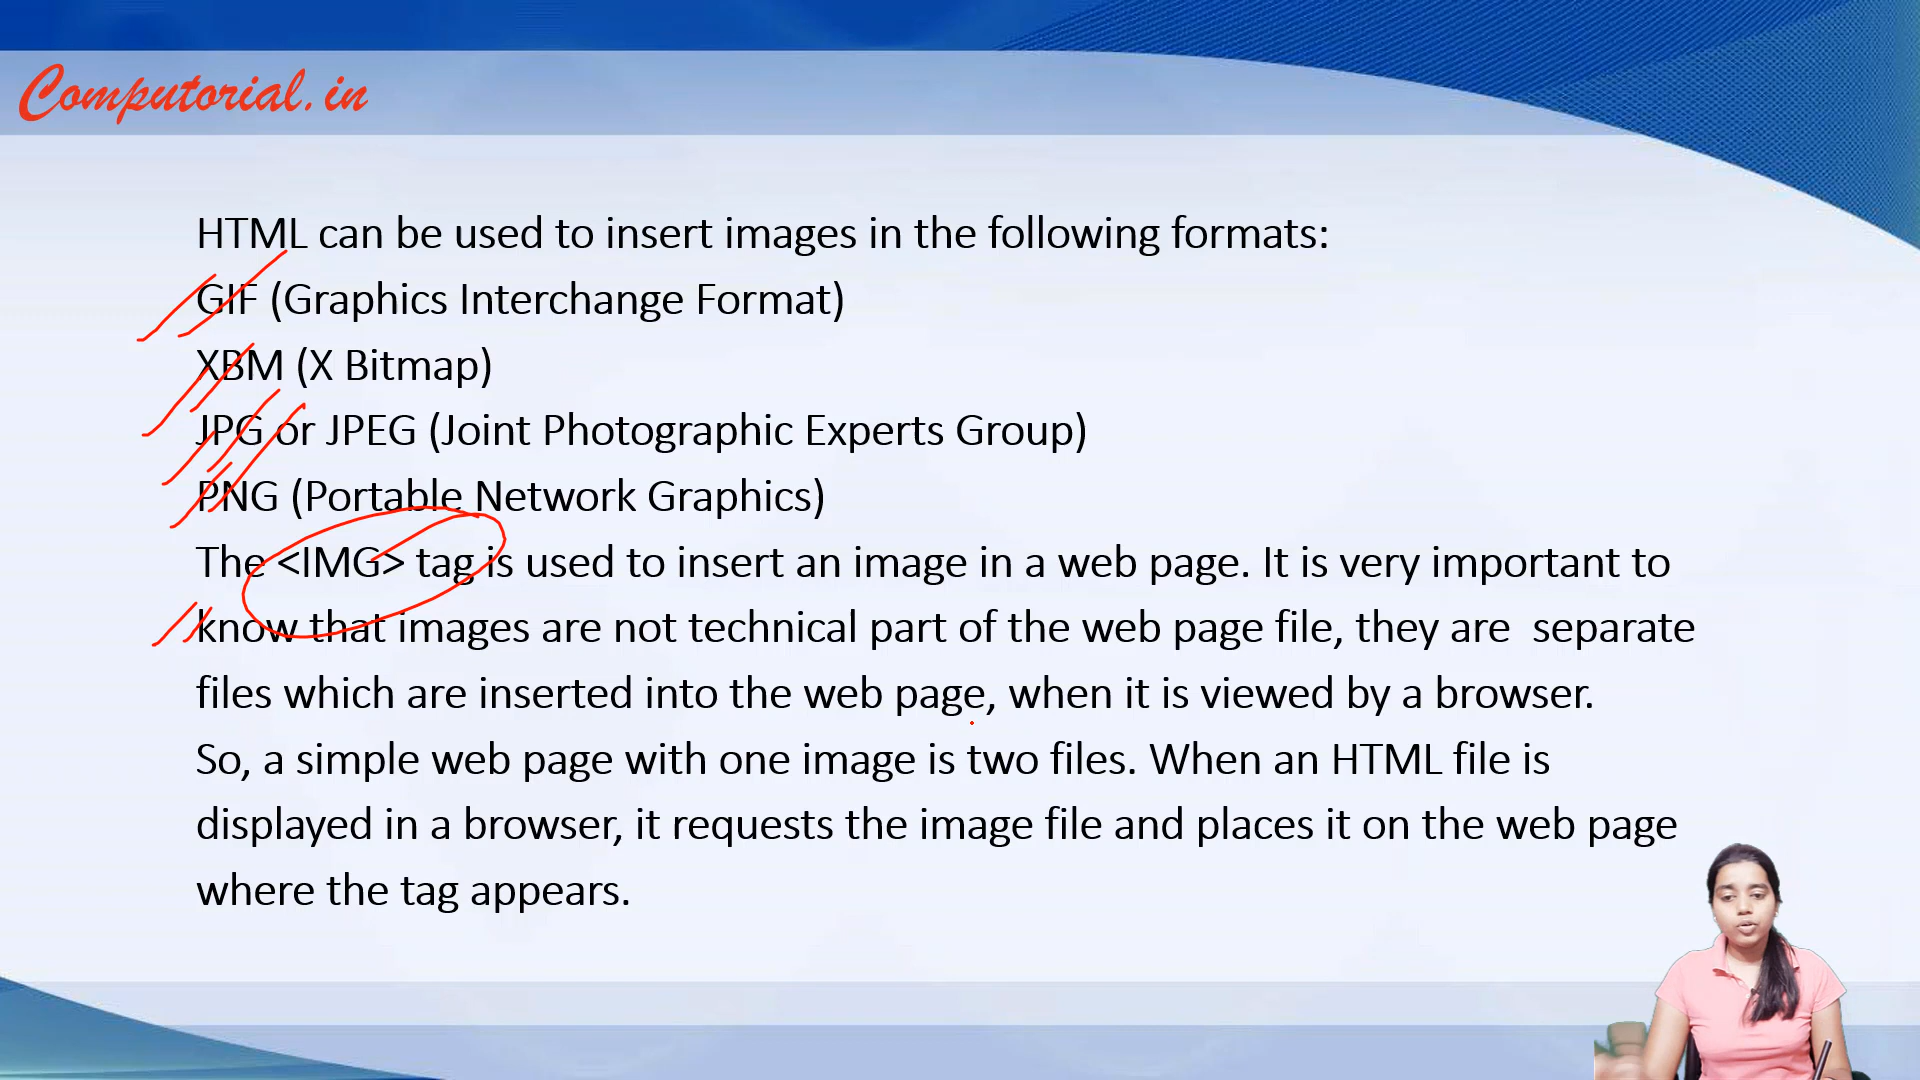 Computorial.in
HTML can be used to insert images in the following formats:
GIF (Graphics Interchange Format)
XBM (X Bitmap)
JPG or JPEG (Joint Photographic Experts Group)
PNG (Portable Network Graphics)
The <IMG> tag is used to insert an image in a web page. It is very important to
know that images are not technical part of the web page file, they are  separate
files which are inserted into the web page, when it is viewed by a browser.
So, a simple web page with one image is two files. When an HTML file is
displayed in a browser, it requests the image file and places it on the web page
where the tag appears.